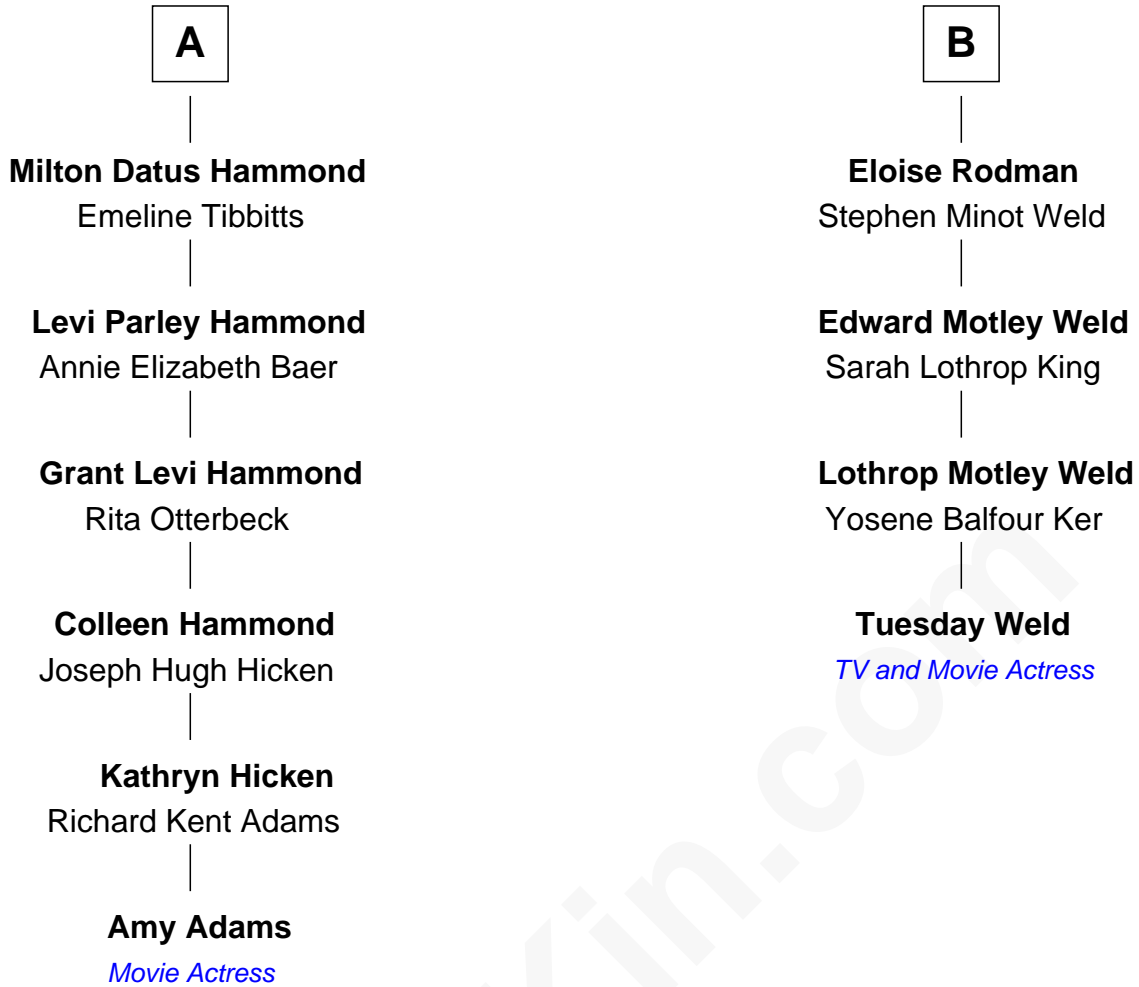 A
Milton Datus Hammond
Emeline Tibbitts
Levi Parley Hammond
Annie Elizabeth Baer
Grant Levi Hammond
Rita Otterbeck
Colleen Hammond
Joseph Hugh Hicken
Kathryn Hicken
Richard Kent Adams
Amy Adams
Movie Actress
B
Eloise Rodman
Stephen Minot Weld
Edward Motley Weld
Sarah Lothrop King
Lothrop Motley Weld
Yosene Balfour Ker
Tuesday Weld
TV and Movie Actress
Kin.com